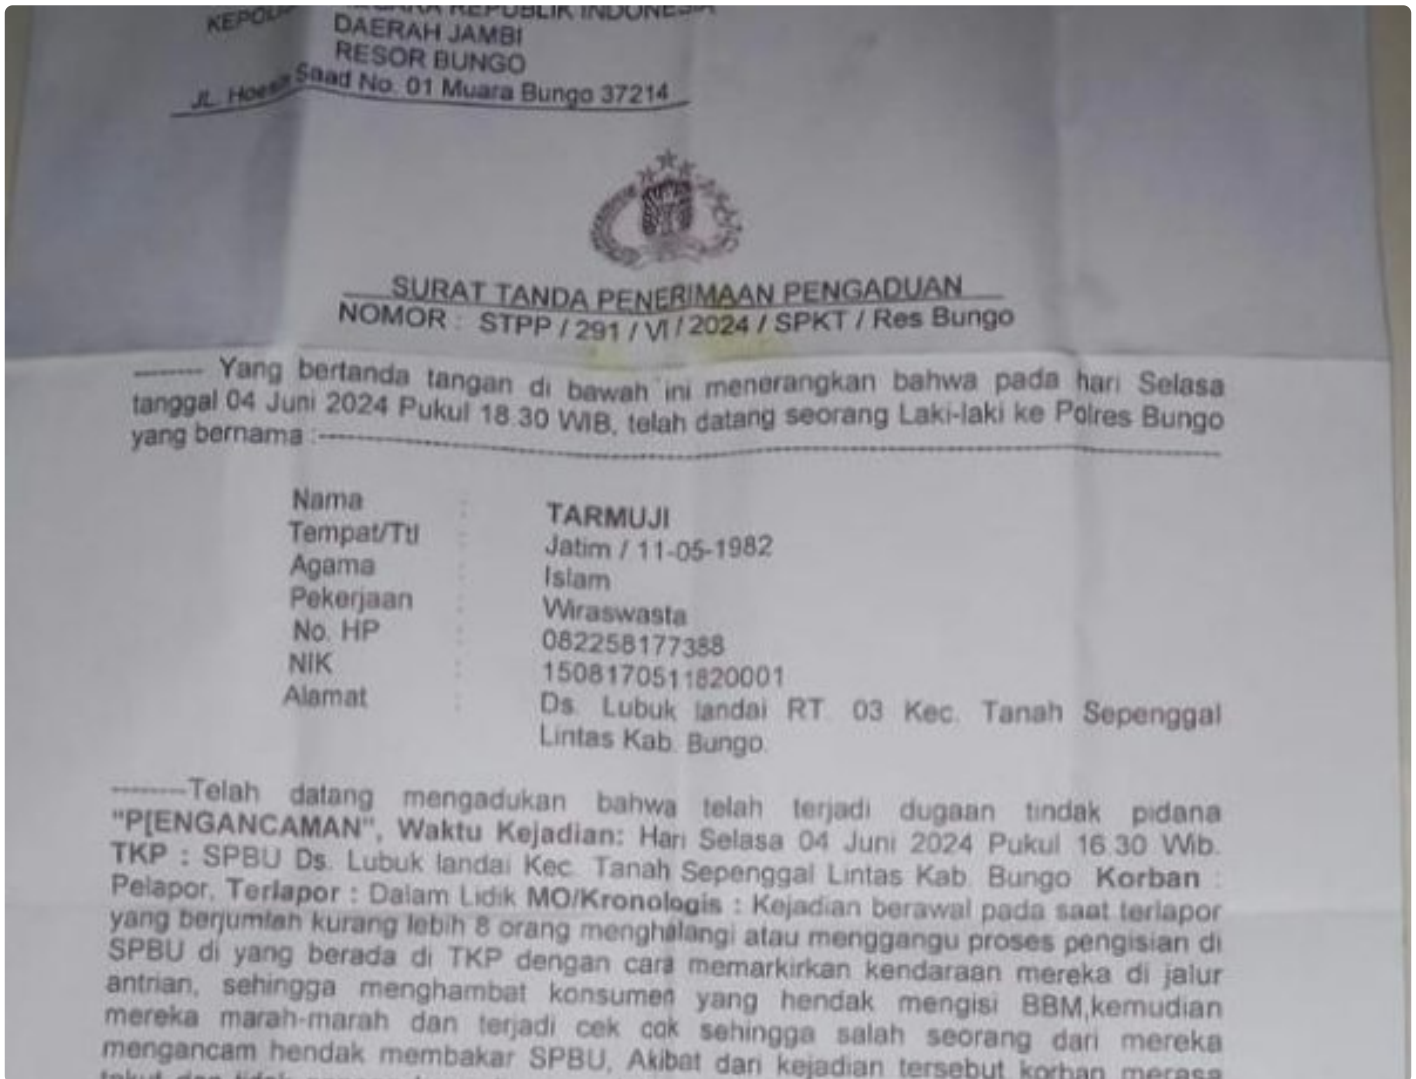 NEGARA REPUBLIK INDONESIA
DAERAH JAMBI
RESOR BUNGO
JL. Hoesin Saad No. 01 Muara Bungo 37214
SURAT TANDA PENERIMAAN PENGADUAN
NOMOR : STPP / 291 / VI / 2024 / SPKT / Res Bungo
-------- Yang bertanda tangan di bawah ini menerangkan bahwa pada hari Selasa
tanggal 04 Juni 2024 Pukul 18.30 WIB, telah datang seorang Laki-laki ke Polres Bungo
yang bernama :--------------------------------------------------------------------------------
Nama : TARMUJI
Tempat/Ttl : Jatim / 11-05-1982
Agama : Islam
Pekerjaan : Wiraswasta
No. HP : 082258177388
NIK : 1508170511820001
Alamat : Ds. Lubuk landai RT. 03 Kec. Tanah Sepenggal
Lintas Kab. Bungo.
--------Telah datang mengadukan bahwa telah terjadi dugaan tindak pidana
"P[ENGANCAMAN", Waktu Kejadian: Hari Selasa 04 Juni 2024 Pukul 16.30 Wib.
TKP : SPBU Ds. Lubuk landai Kec. Tanah Sepenggal Lintas Kab. Bungo Korban :
Pelapor, Terlapor : Dalam Lidik MO/Kronologis : Kejadian berawal pada saat terlapor
yang berjumlah kurang lebih 8 orang menghalangi atau menggangu proses pengisian di
SPBU di yang berada di TKP dengan cara memarkirkan kendaraan mereka di jalur
antrian, sehingga menghambat konsumen yang hendak mengisi BBM,kemudian
mereka marah-marah dan terjadi cek cok sehingga salah seorang dari mereka
mengancam hendak membakar SPBU, Akibat dari kejadian tersebut korban merasa